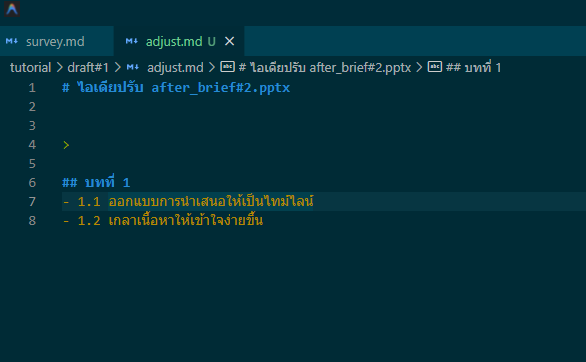 survey.md
adjust.md U
tutorial > draft#1 > adjust.md > # ไอเดียปรับ after_brief#2.pptx > ## บทที่ 1
1 # ไอเดียปรับ after_brief#2.pptx
2
3
4 >
5
6 ## บทที่ 1
7 - 1.1 ออกแบบการนำเสนอให้เป็นไทม์ไลน์
8 - 1.2 เกลาเนื้อหาให้เข้าใจง่ายขึ้น